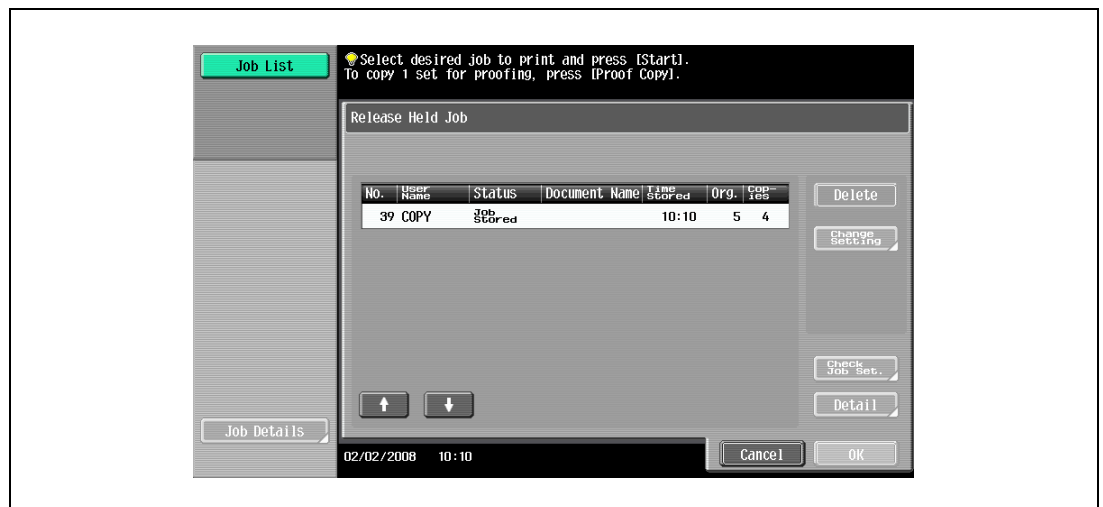 Job List
Select desired job to print and press [Start].
To copy 1 set for proofing, press [Proof Copy].
Release Held Job
No. User Name Status Document Name Time Stored Org. Cop-ies
39 COPY Job Stored 10:10 5 4
Delete
Change Setting
Check Job Set.
Detail
Job Details
02/02/2008 10:10
Cancel
OK